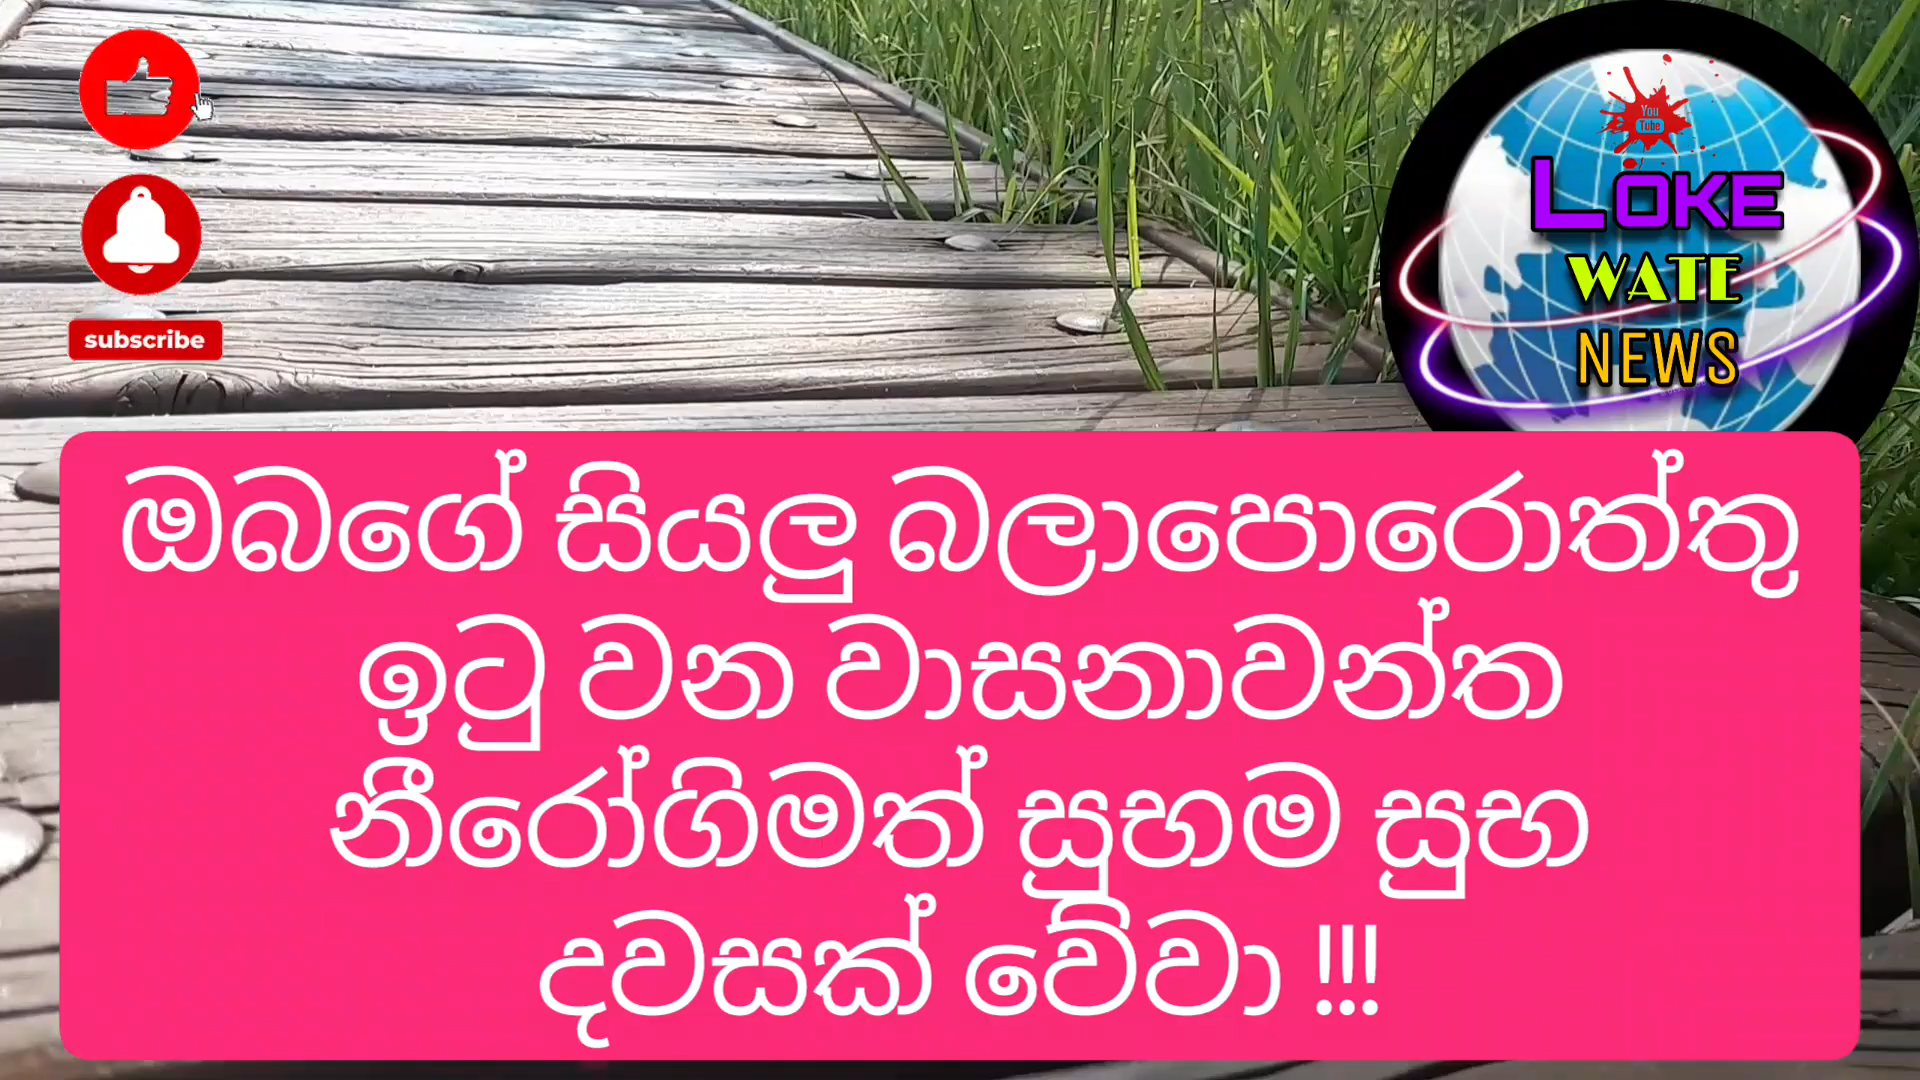 You
Tube
LOKE
WATE
NEWS
subscribe
ඔබගේ සියලු බලාපොරොත්තු
ඉටු වන වාසනාවන්ත
නීරෝගිමත් සුභම සුභ
දවසක් වේවා !!!